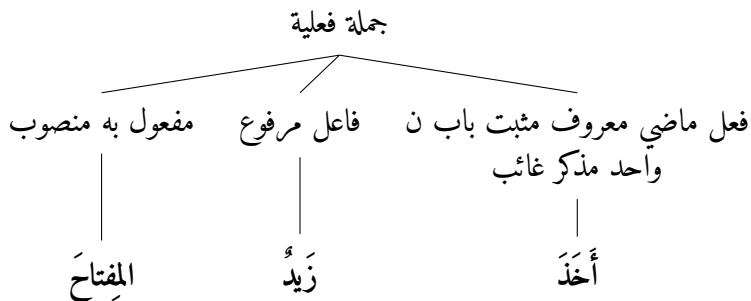 جملة فعلية
فعل ماضي معروف مثبت باب ن فاعل مرفوع مفعول به منصوب
واحد مذكر غائب
أَخَذَ زَيدٌ المِفتاحَ